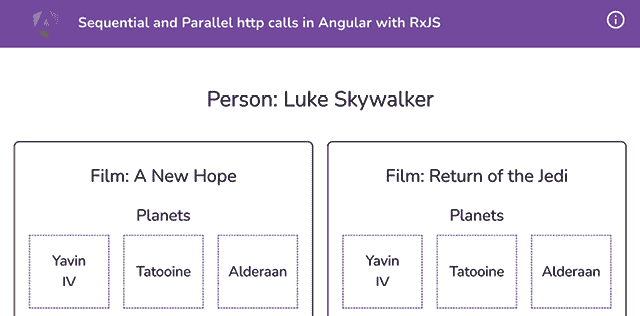 Sequential and Parallel http calls in Angular with RxJS
Person: Luke Skywalker
Film: A New Hope
Planets
Yavin
IV
Tatooine
Alderaan
Film: Return of the Jedi
Planets
Yavin
IV
Tatooine
Alderaan